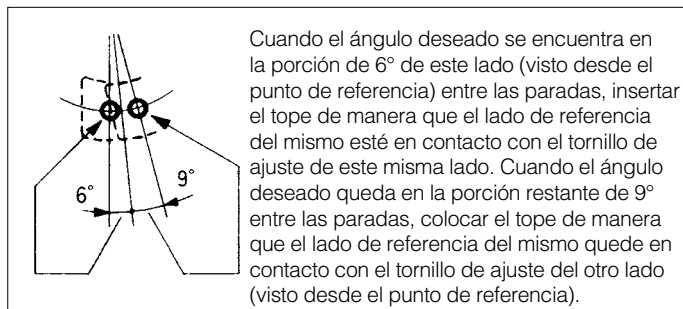 Cuando el ángulo deseado se encuentra en
la porción de 6° de este lado (visto desde el
punto de referencia) entre las paradas, insertar
el tope de manera que el lado de referencia
del mismo esté en contacto con el tornillo de
ajuste de este misma lado. Cuando el ángulo
deseado queda en la porción restante de 9°
entre las paradas, colocar el tope de manera
que el lado de referencia del mismo quede en
contacto con el tornillo de ajuste del otro lado
(visto desde el punto de referencia).
6°
9°